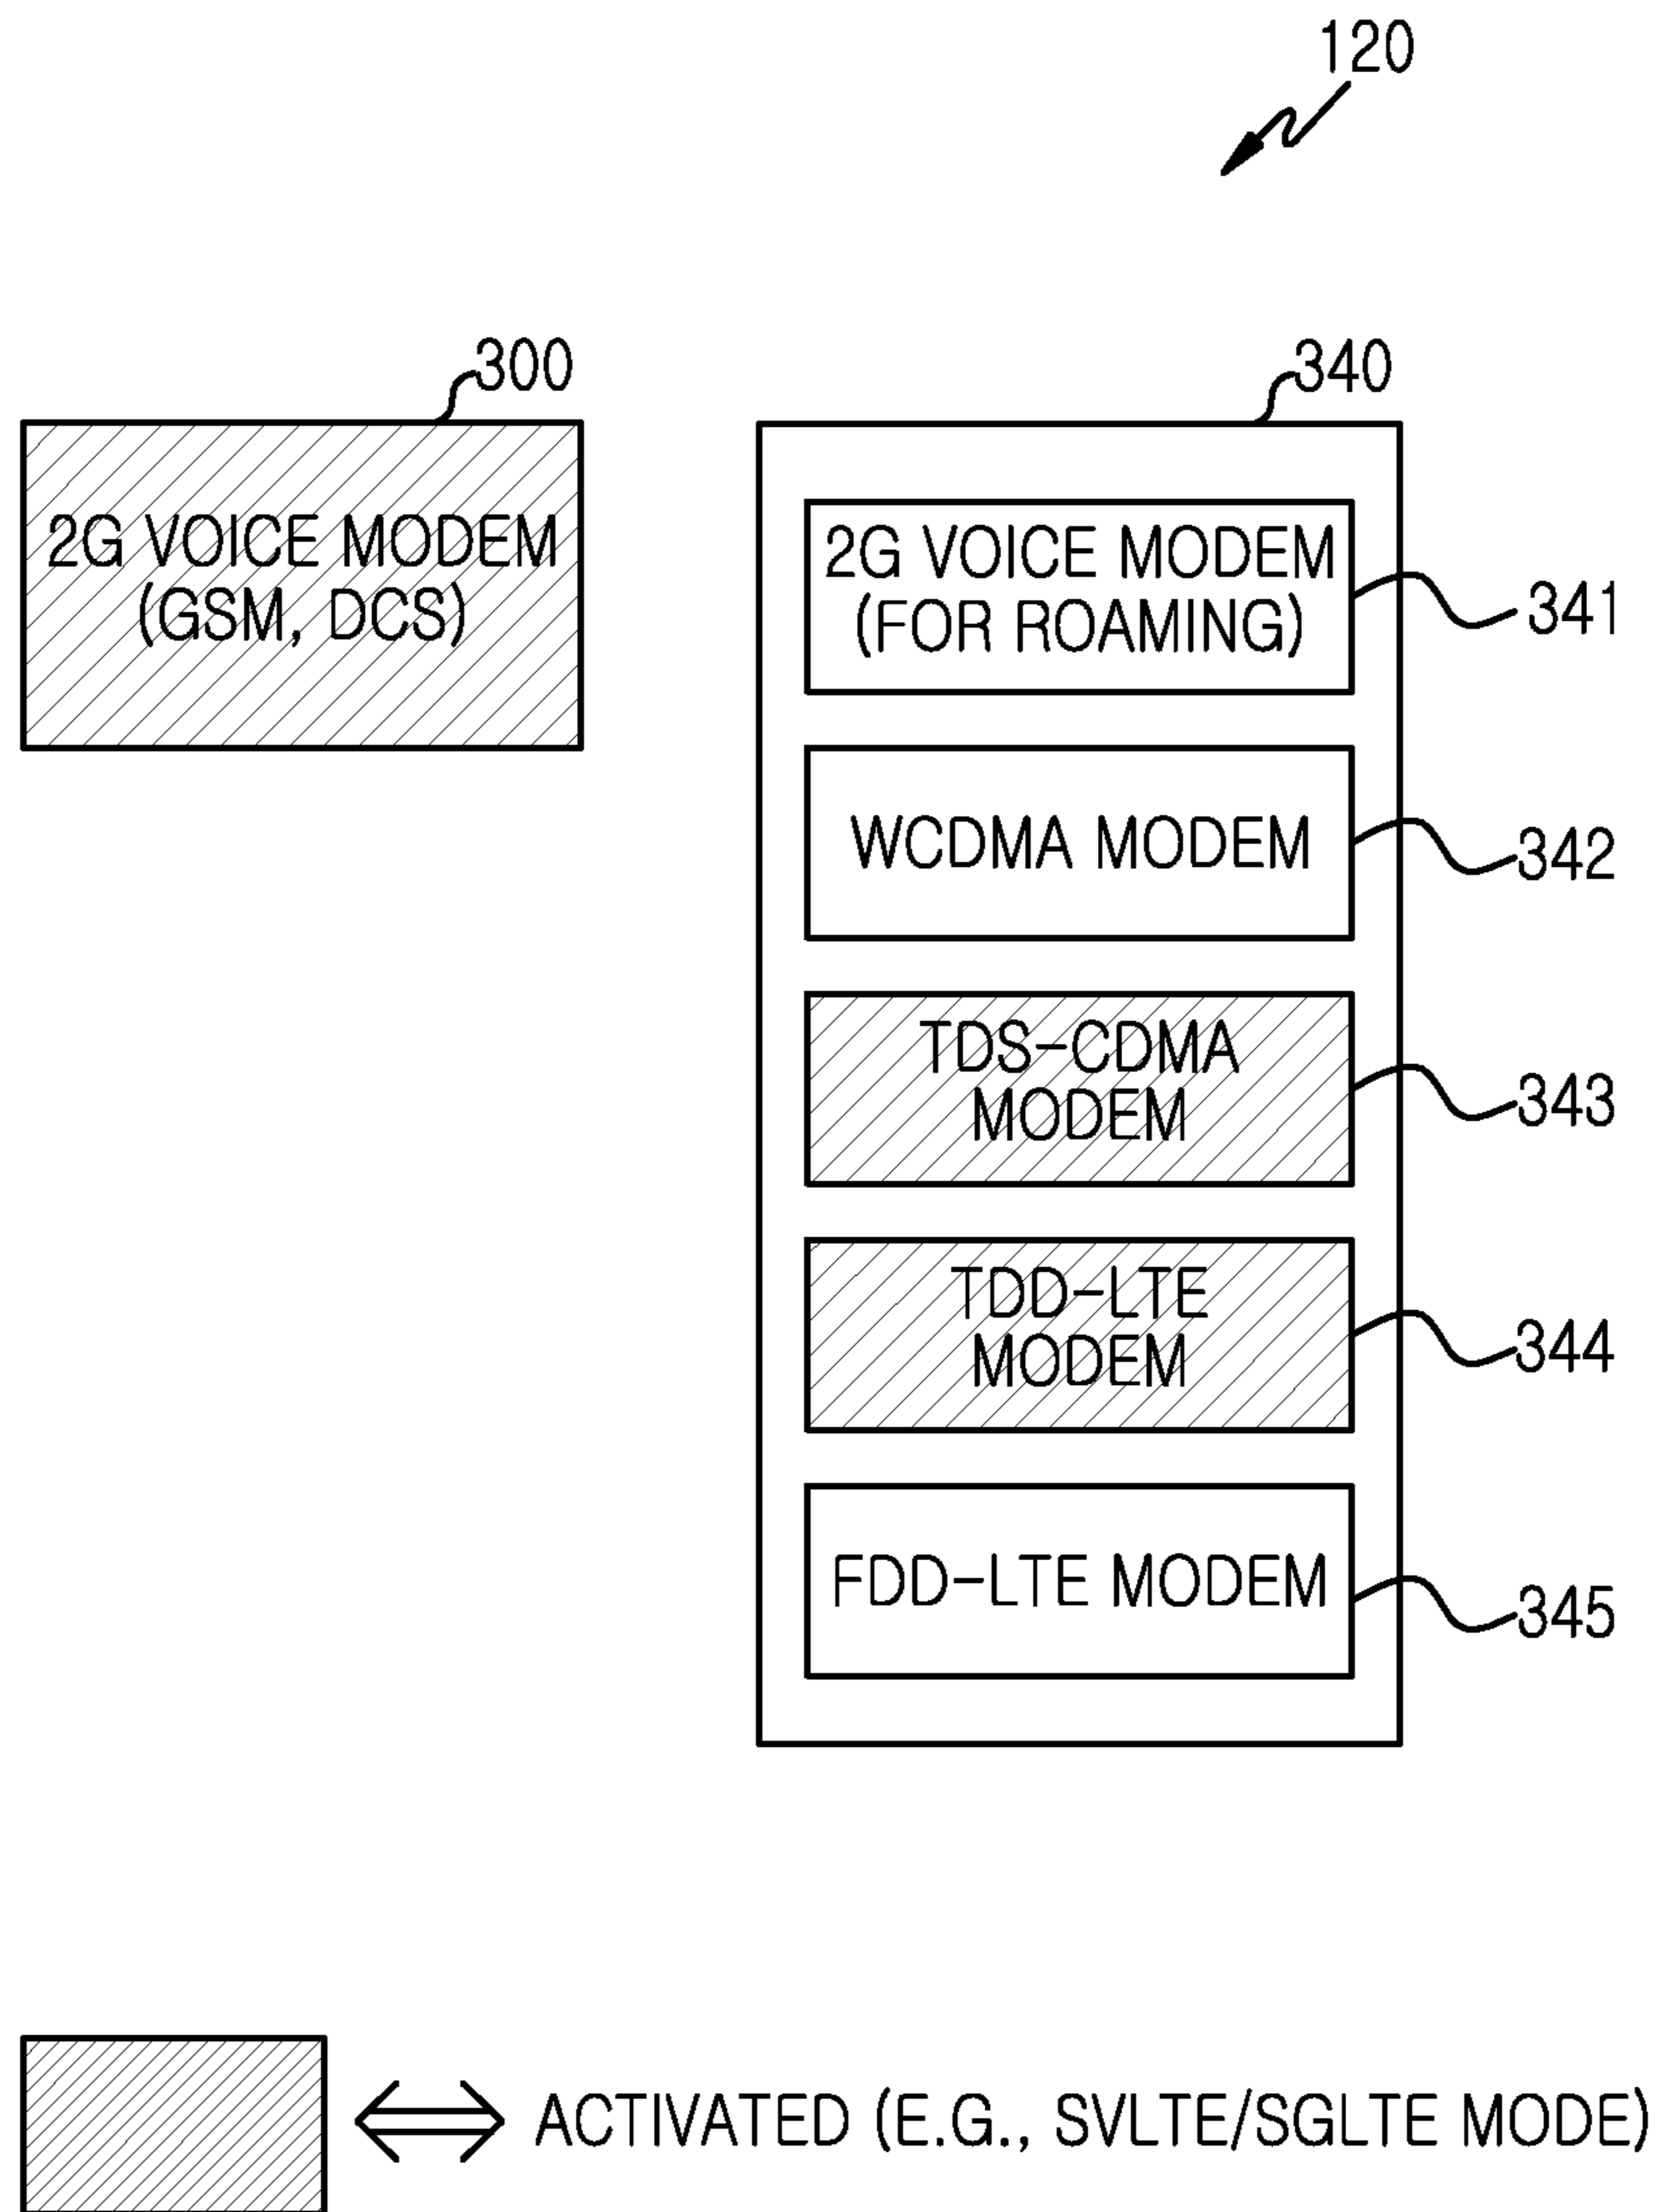 120
300
2G VOICE MODEM
(GSM, DCS)
340
2G VOICE MODEM
(FOR ROAMING)
341
WCDMA MODEM
342
TDS-CDMA
MODEM
343
TDD-LTE
MODEM
344
FDD-LTE MODEM
345
ACTIVATED (E.G., SVLTE/SGLTE MODE)